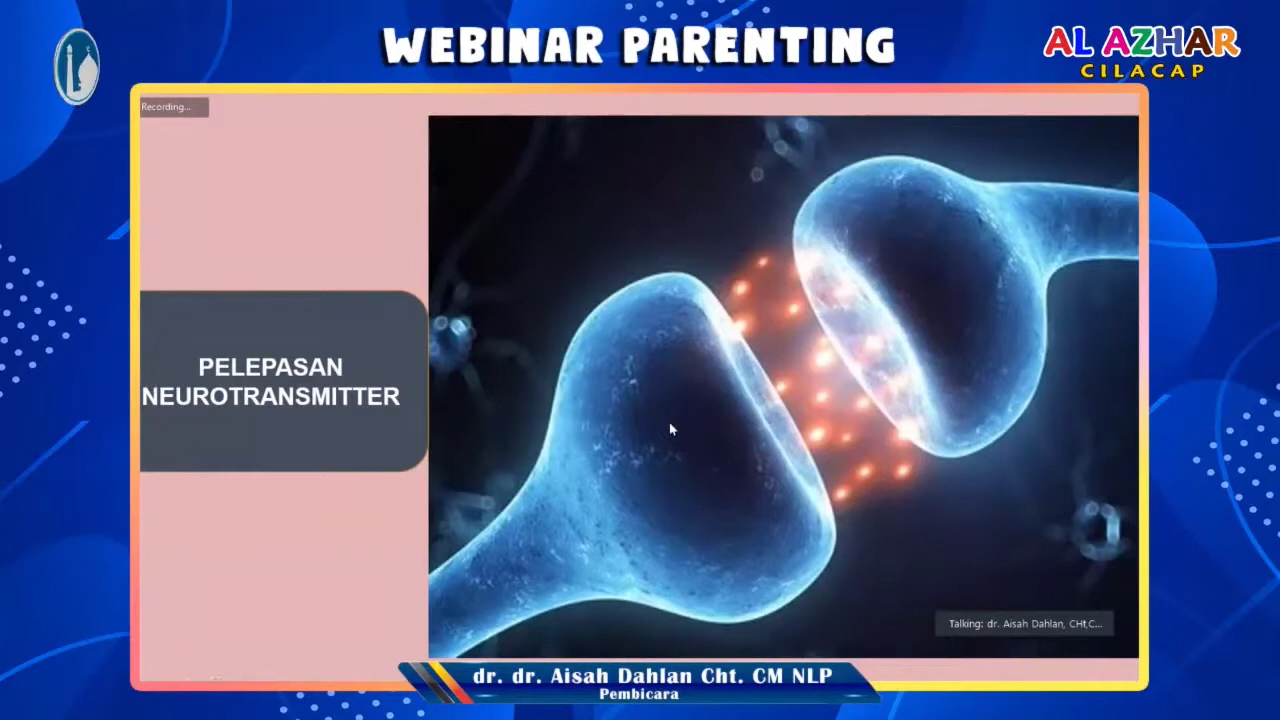 WEBINAR PARENTING
AL AZHAR
CILACAP
Recording...
PELEPASAN
NEUROTRANSMITTER
Talking: dr. Aisah Dahlan, CHt,C...
dr. dr. Aisah Dahlan Cht. CM NLP
Pembicara